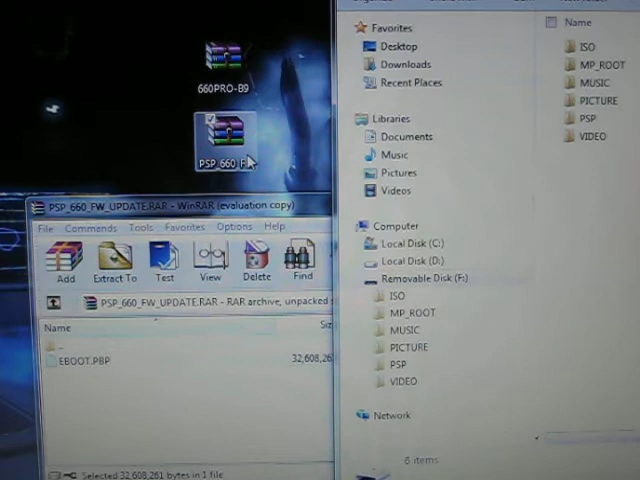 660PRO-B9
PSP_660_F
PSP_660_FW_UPDATE.RAR - WinRAR (evaluation copy)
File Commands Tools Favorites Options Help
Add Extract To Test View Delete Find
PSP_660_FW_UPDATE.RAR - RAR archive, unpacked
Name
..
EBOOT.PBP 32,608,261
Selected 32,608,261 bytes in 1 file
Favorites
Desktop
Downloads
Recent Places
Libraries
Documents
Music
Pictures
Videos
Computer
Local Disk (C:)
Local Disk (D:)
Removable Disk (F:)
ISO
MP_ROOT
MUSIC
PICTURE
PSP
VIDEO
Network
6 items
Name
ISO
MP_ROOT
MUSIC
PICTURE
PSP
VIDEO